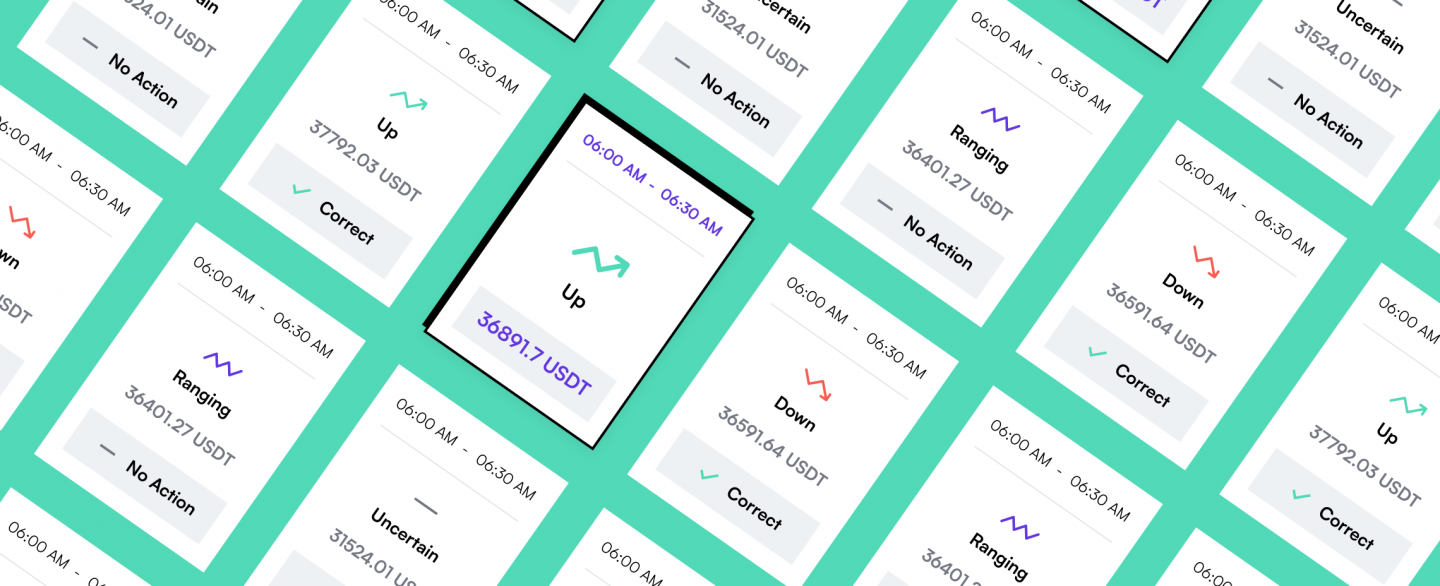 24.01 USDT
No Action
06:00 AM - 06:30 AM
Up
37792.03 USDT
Correct
Uncertain
31524.01 USDT
No Action
06:00 AM - 06:30 AM
Ranging
36401.27 USDT
No Action
Uncertain
31524.01 USDT
No Action
06:00 AM - 06:30 AM
06:00 AM - 06:30 AM
Ranging
36401.27 USDT
No Action
06:00 AM - 06:30 AM
Up
36891.7 USDT
06:00 AM - 06:30 AM
Down
36591.64 USDT
Correct
06:00 AM - 06:30 AM
Down
36591.64 USDT
Correct
06:00 AM
Up
37792.03 USDT
Correct
06:00 AM -
06:00 AM - 06:30 AM
Uncertain
31524.01
06:00 AM
06:00 AM - 06:30 AM
Ranging
06:00